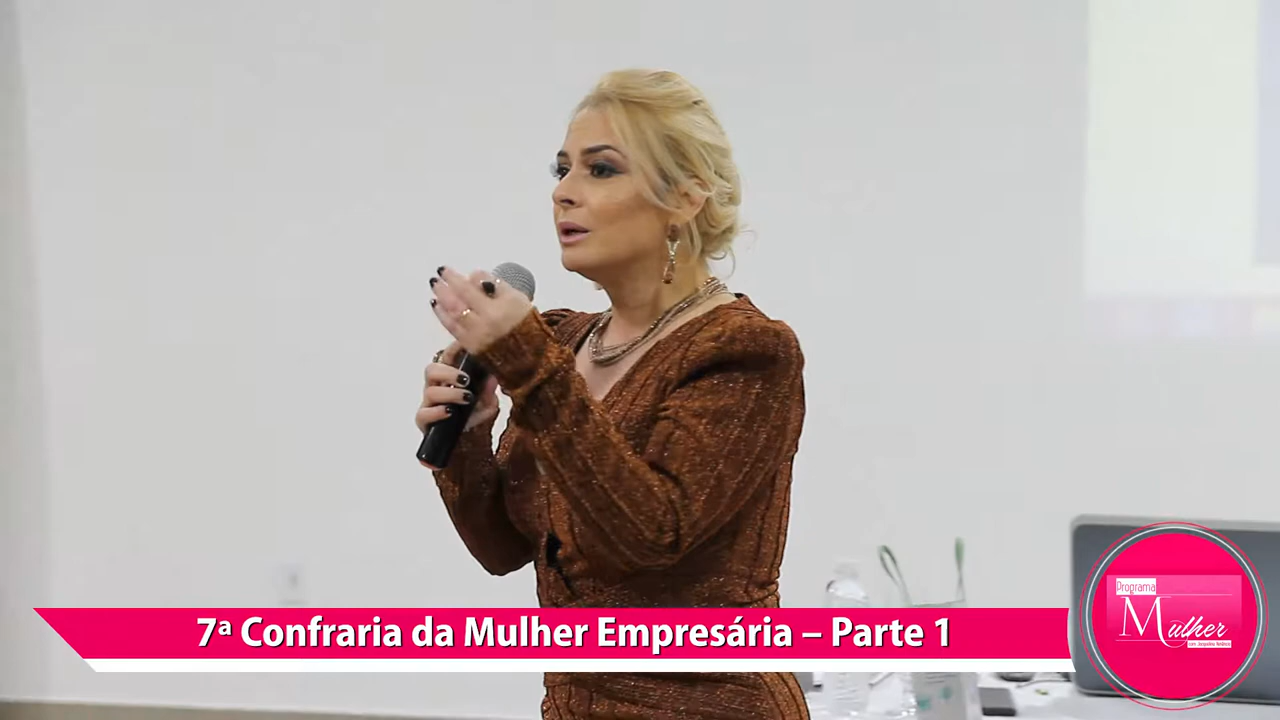 7ª Confraria da Mulher Empresária – Parte 1
Programa
Mulher